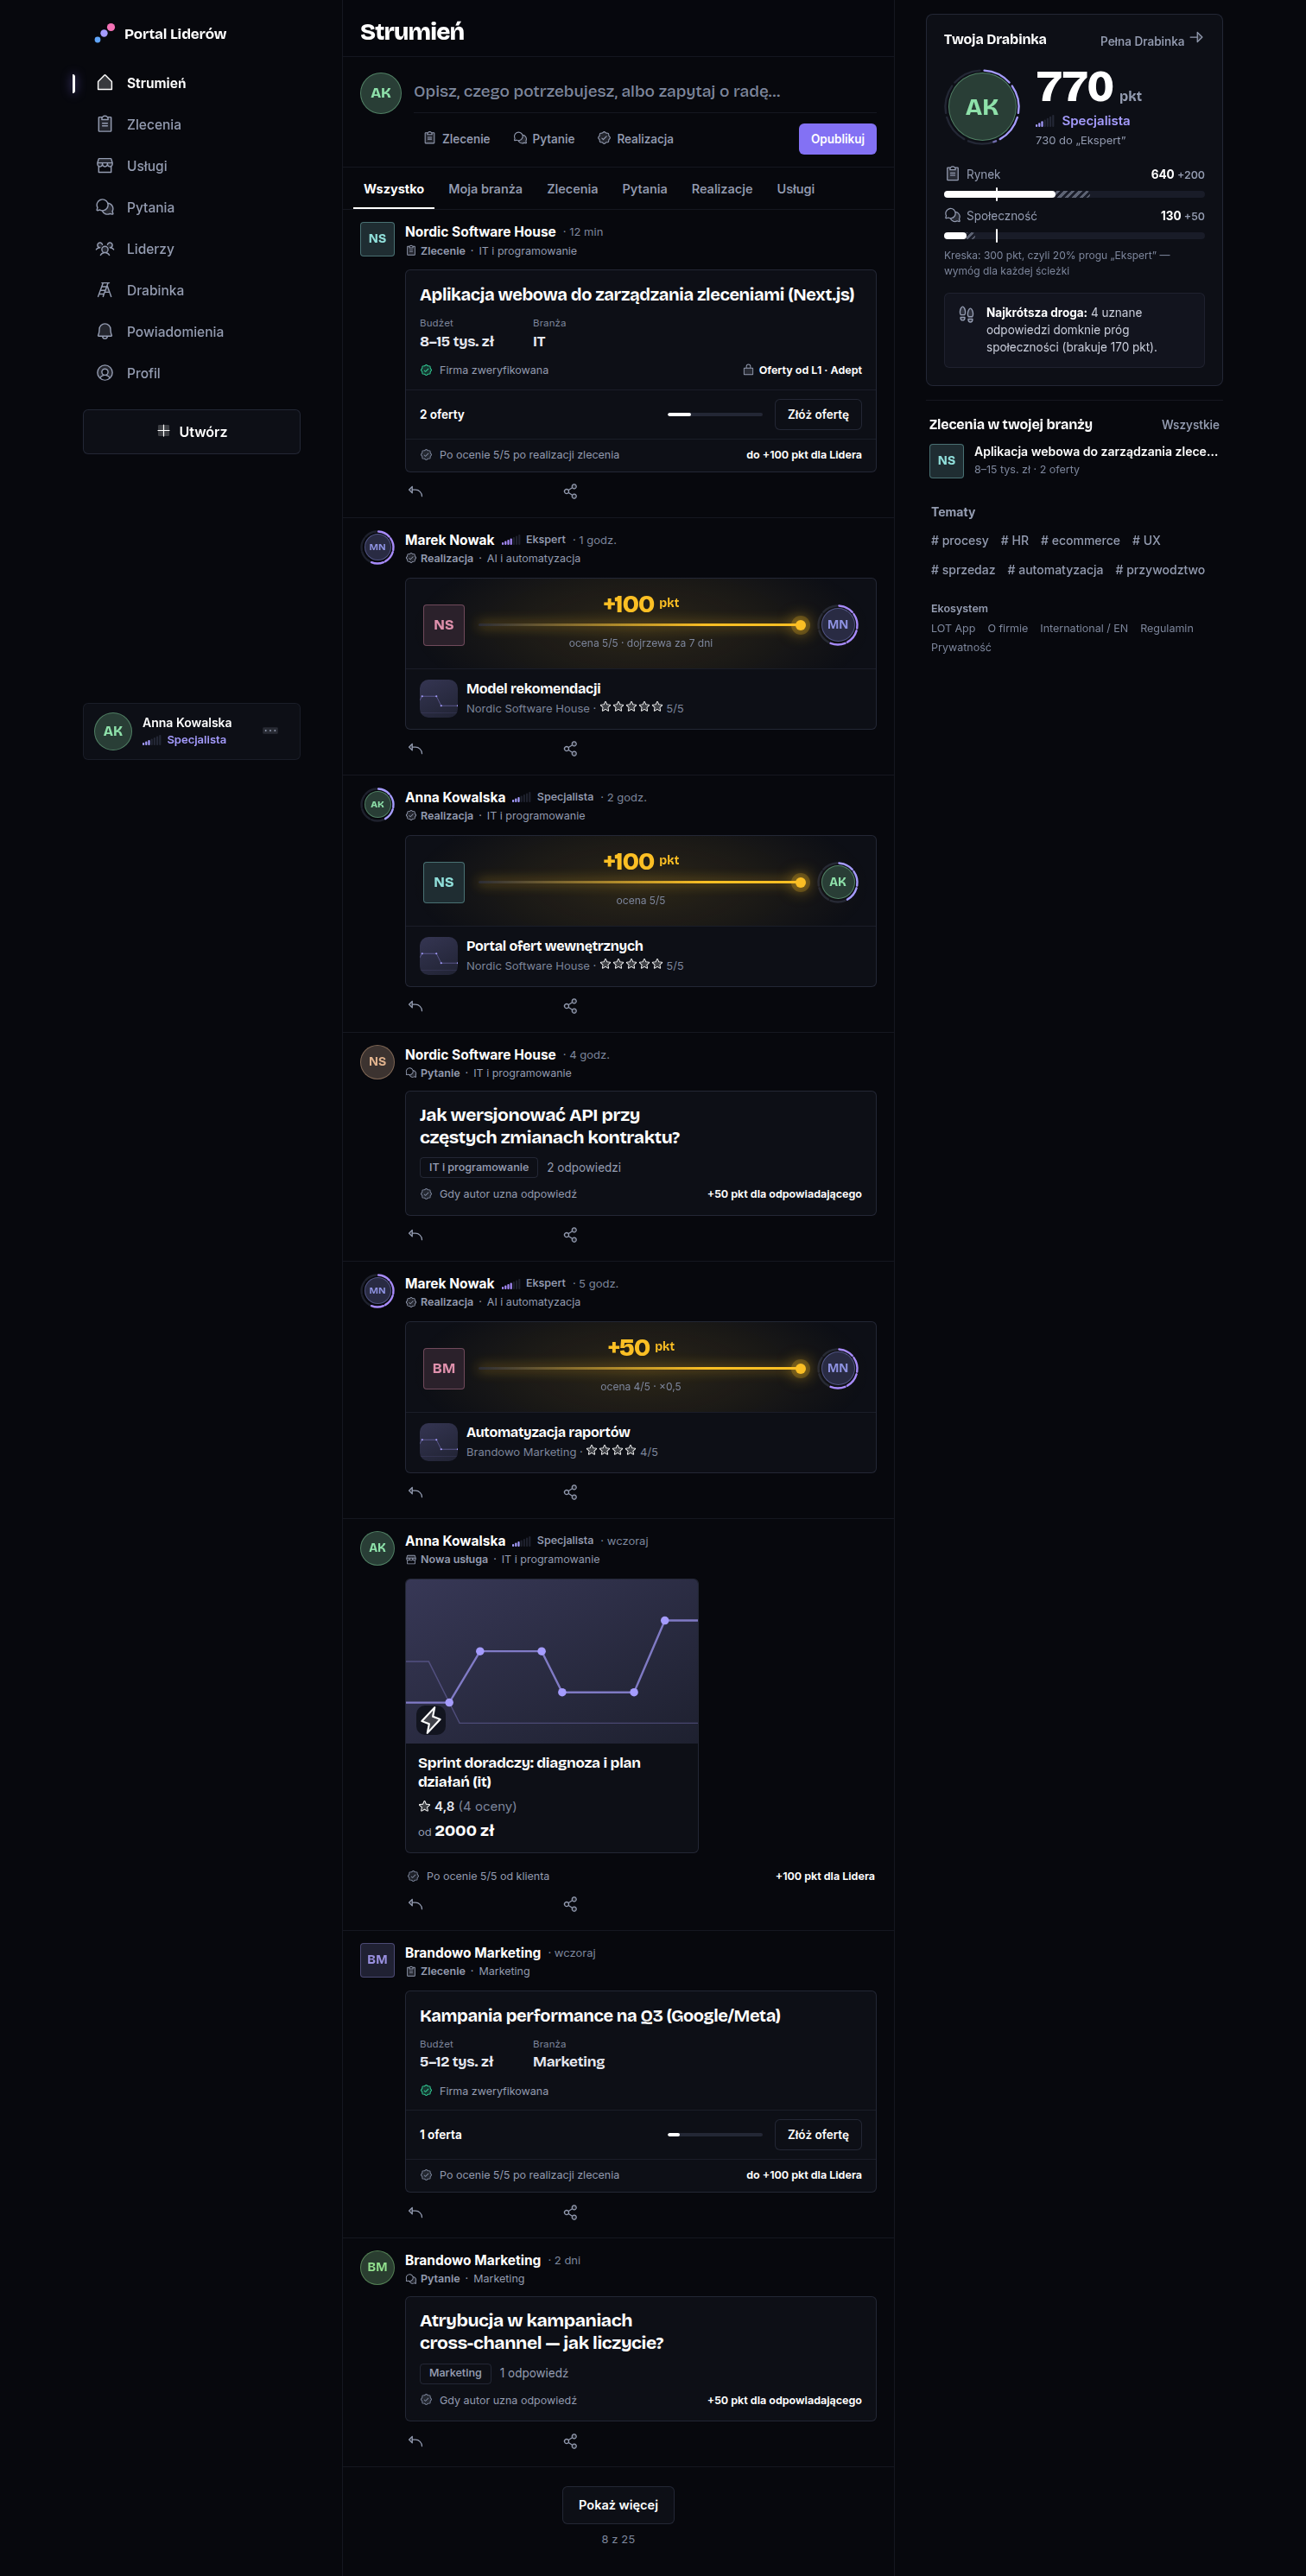 Portal Liderów
Strumień
Zlecenia
Usługi
Pytania
Liderzy
Drabinka
Powiadomienia
Profil
Utwórz
AK
Anna Kowalska
Specjalista
Strumień
AK
Opisz, czego potrzebujesz, albo zapytaj o radę...
Zlecenie Pytanie Realizacja Opublikuj
Wszystko Moja branża Zlecenia Pytania Realizacje Usługi
NS
Nordic Software House · 12 min
Zlecenie · IT i programowanie
Aplikacja webowa do zarządzania zleceniami (Next.js)
Budżet Branża
8–15 tys. zł IT
Firma zweryfikowana Oferty od L1 · Adept
2 oferty Złóż ofertę
Po ocenie 5/5 po realizacji zlecenia do +100 pkt dla Lidera
MN
Marek Nowak Ekspert · 1 godz.
Realizacja · AI i automatyzacja
+100 pkt
NS MN
ocena 5/5 · dojrzewa za 7 dni
Model rekomendacji
Nordic Software House · 5/5
AK
Anna Kowalska Specjalista · 2 godz.
Realizacja · IT i programowanie
+100 pkt
NS AK
ocena 5/5
Portal ofert wewnętrznych
Nordic Software House · 5/5
NS
Nordic Software House · 4 godz.
Pytanie · IT i programowanie
Jak wersjonować API przy
częstych zmianach kontraktu?
IT i programowanie 2 odpowiedzi
Gdy autor uzna odpowiedź +50 pkt dla odpowiadającego
MN
Marek Nowak Ekspert · 5 godz.
Realizacja · AI i automatyzacja
+50 pkt
BM MN
ocena 4/5 · ×0,5
Automatyzacja raportów
Brandowo Marketing · 4/5
AK
Anna Kowalska Specjalista · wczoraj
Nowa usługa · IT i programowanie
Sprint doradczy: diagnoza i plan
działań (it)
4,8 (4 oceny)
od 2000 zł
Po ocenie 5/5 od klienta +100 pkt dla Lidera
BM
Brandowo Marketing · wczoraj
Zlecenie · Marketing
Kampania performance na Q3 (Google/Meta)
Budżet Branża
5–12 tys. zł Marketing
Firma zweryfikowana
1 oferta Złóż ofertę
Po ocenie 5/5 po realizacji zlecenia do +100 pkt dla Lidera
BM
Brandowo Marketing · 2 dni
Pytanie · Marketing
Atrybucja w kampaniach
cross-channel — jak liczycie?
Marketing 1 odpowiedź
Gdy autor uzna odpowiedź +50 pkt dla odpowiadającego
Pokaż więcej
8 z 25
Twoja Drabinka Pełna Drabinka
AK
770 pkt
Specjalista
730 do „Ekspert”
Rynek 640 +200
Społeczność 130 +50
Kreska: 300 pkt, czyli 20% progu „Ekspert” —
wymóg dla każdej ścieżki
Najkrótsza droga: 4 uznane
odpowiedzi domknie próg
społeczności (brakuje 170 pkt).
Zlecenia w twojej branży Wszystkie
NS
Aplikacja webowa do zarządzania zlece...
8–15 tys. zł · 2 oferty
Tematy
# procesy # HR # ecommerce # UX
# sprzedaz # automatyzacja # przywodztwo
Ekosystem
LOT App O firmie International / EN Regulamin
Prywatność